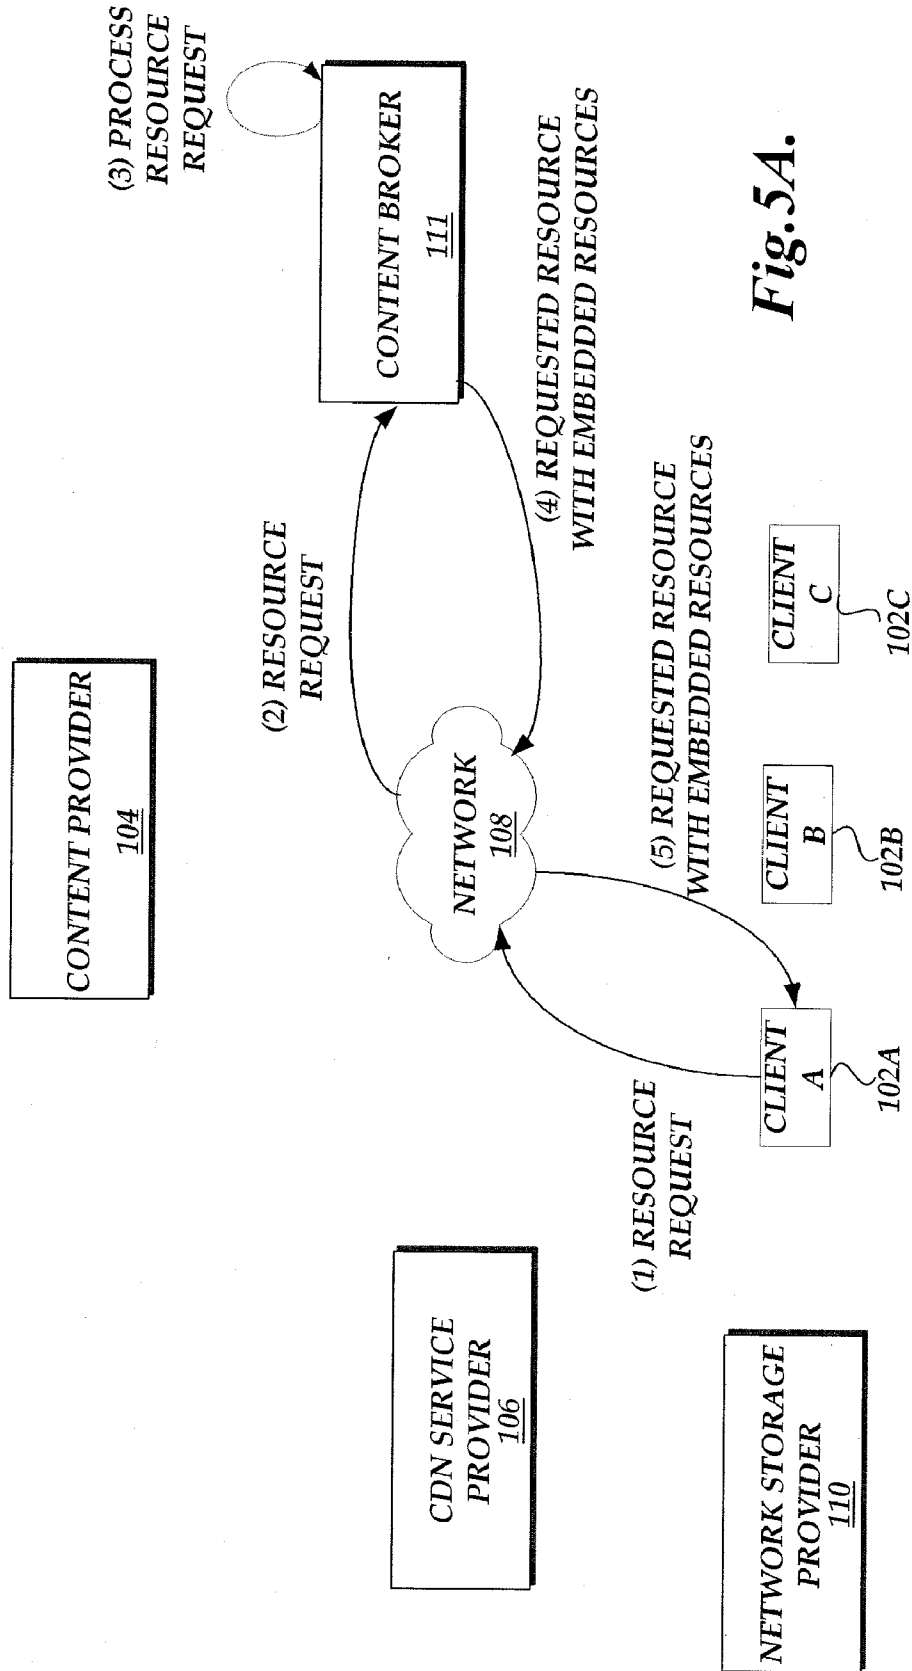 CONTENT PROVIDER
104
(3) PROCESS
RESOURCE
REQUEST
CONTENT BROKER
111
(2) RESOURCE
REQUEST
(4) REQUESTED RESOURCE
WITH EMBEDDED RESOURCES
NETWORK
108
CDN SERVICE
PROVIDER
106
(1) RESOURCE
REQUEST
(5) REQUESTED RESOURCE
WITH EMBEDDED RESOURCES
NETWORK STORAGE
PROVIDER
110
CLIENT
A
102A
CLIENT
B
102B
CLIENT
C
102C
Fig.5A.